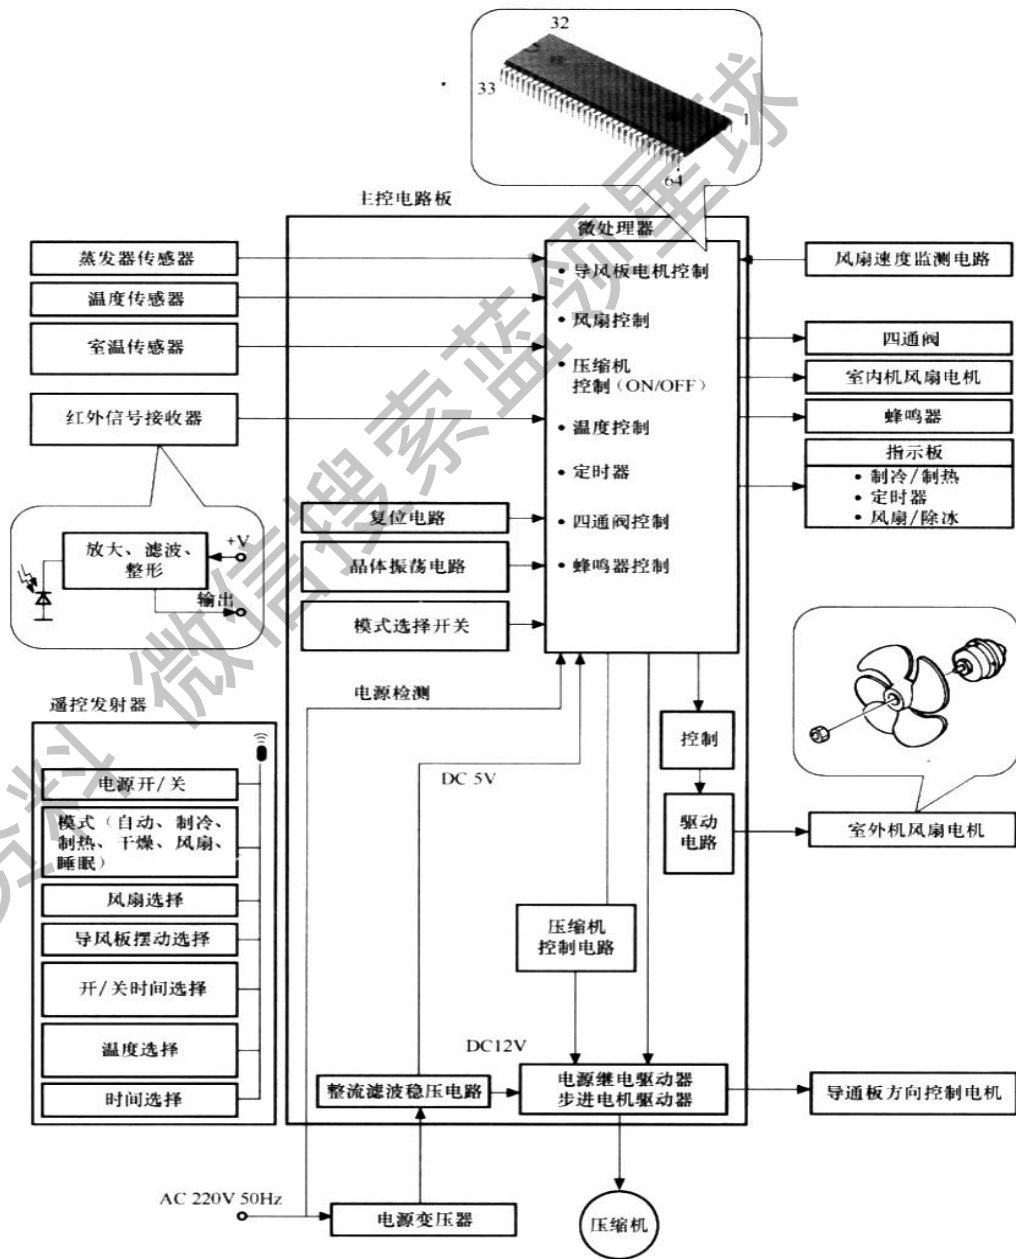 32
33
1
64
主控电路板
微处理器
蒸发器传感器
温度传感器
室温传感器
红外信号接收器
• 导风板电机控制
• 风扇控制
• 压缩机
控制(ON/OFF)
• 温度控制
• 定时器
• 四通阀控制
• 蜂鸣器控制
风扇速度监测电路
四通阀
室内机风扇电机
蜂鸣器
指示板
• 制冷/制热
• 定时器
• 风扇/除冰
复位电路
晶体振荡电路
模式选择开关
放大、滤波、
整形
+V
输出
电源检测
遥控发射器
电源开/关
模式(自动、制冷、
制热、干燥、风扇、
睡眠)
风扇选择
导风板摆动选择
开/关时间选择
温度选择
时间选择
DC 5V
控制
驱动
电路
室外机风扇电机
压缩机
控制电路
DC12V
整流滤波稳压电路
电源继电驱动器
步进电机驱动器
导通板方向控制电机
AC 220V 50Hz
电源变压器
压缩机
资料 微信搜索蓝领星球